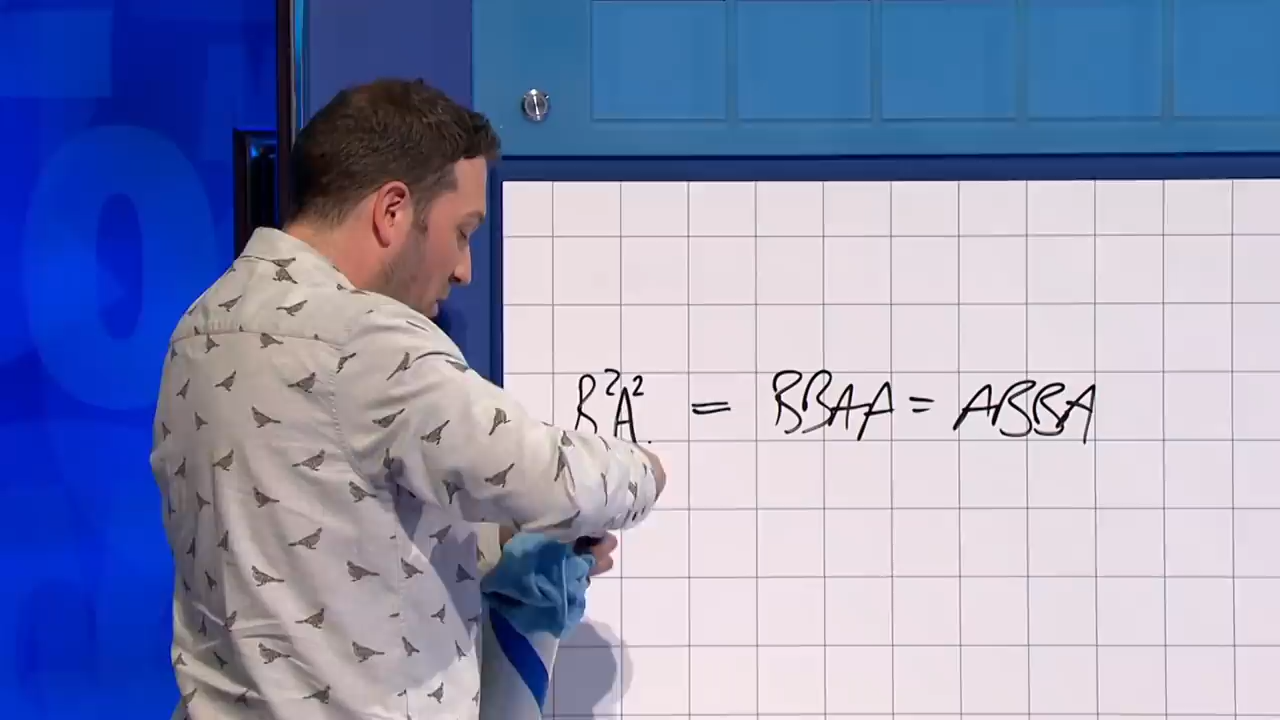 B²A² = BBAA = ABBA